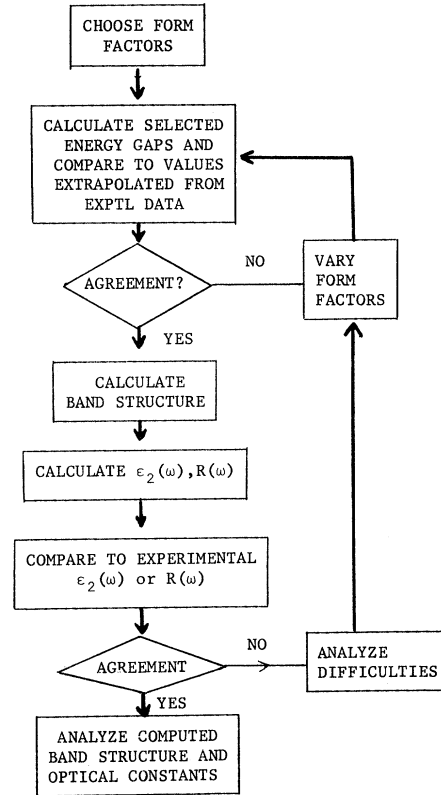 CHOOSE FORM
FACTORS
CALCULATE SELECTED
ENERGY GAPS AND
COMPARE TO VALUES
EXTRAPOLATED FROM
EXPTL DATA
AGREEMENT?
NO
VARY
FORM
FACTORS
YES
CALCULATE
BAND STRUCTURE
CALCULATE ε₂(ω),R(ω)
COMPARE TO EXPERIMENTAL
ε₂(ω) or R(ω)
AGREEMENT
NO
ANALYZE
DIFFICULTIES
YES
ANALYZE COMPUTED
BAND STRUCTURE AND
OPTICAL CONSTANTS